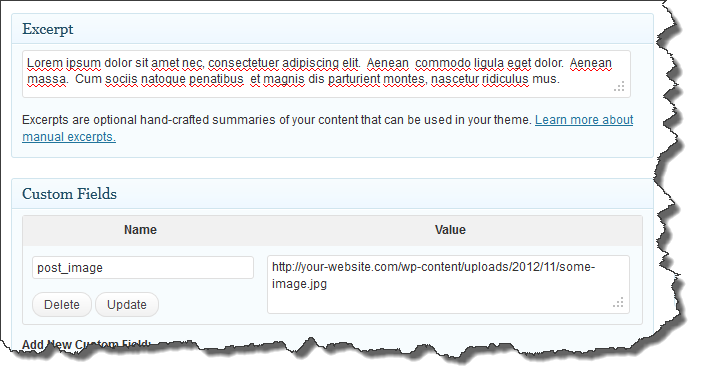 Excerpt
Lorem ipsum dolor sit amet nec, consectetuer adipiscing elit.  Aenean  commodo ligula eget dolor.  Aenean
massa.  Cum sociis natoque penatibus  et magnis dis parturient montes, nascetur ridiculus mus.
Excerpts are optional hand-crafted summaries of your content that can be used in your theme. Learn more about
manual excerpts.
Custom Fields
Name Value
post_image
http://your-website.com/wp-content/uploads/2012/11/some-
image.jpg
Delete Update
Add New Custom Field: